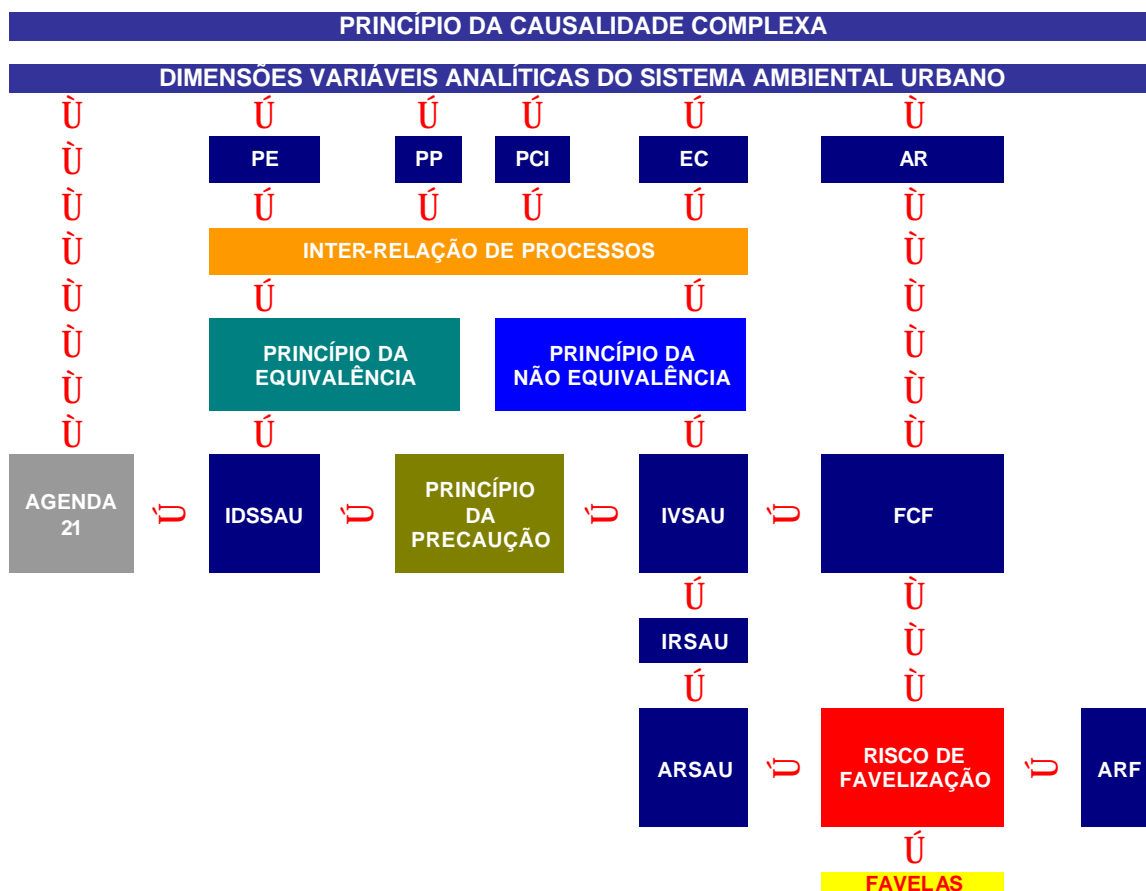 PRINCÍPIO DA CAUSALIDADE COMPLEXA
DIMENSÕES VARIÁVEIS ANALÍTICAS DO SISTEMA AMBIENTAL URBANO
Ù Ú Ú Ú Ú Ù
Ù PE PP PCI EC AR
Ù Ú Ú Ú Ú Ù
Ù INTER-RELAÇÃO DE PROCESSOS Ù
Ù Ú Ú Ù
Ù PRINCÍPIO DA PRINCÍPIO DA Ù
Ù EQUIVALÊNCIA NÃO EQUIVALÊNCIA Ù
Ù Ú Ú Ù
AGENDA
21
Ù
IDSSAU
Ù
PRINCÍPIO
DA
PRECAUÇÃO
Ù
IVSAU
Ù
FCF
Ú Ù
IRSAU Ù
Ú Ù
ARSAU
Ù
RISCO DE
FAVELIZAÇÃO
Ù
ARF
Ú
FAVELAS